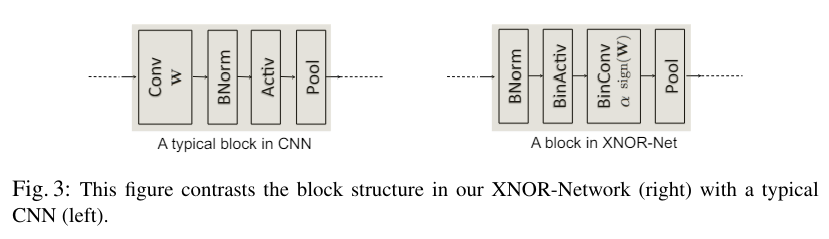 Conv
W
BNorm
Activ
Pool
BNorm
BinActiv
BinConv
α sign(W)
Pool
A typical block in CNN
A block in XNOR-Net
Fig. 3: This figure contrasts the block structure in our XNOR-Network (right) with a typical
CNN (left).